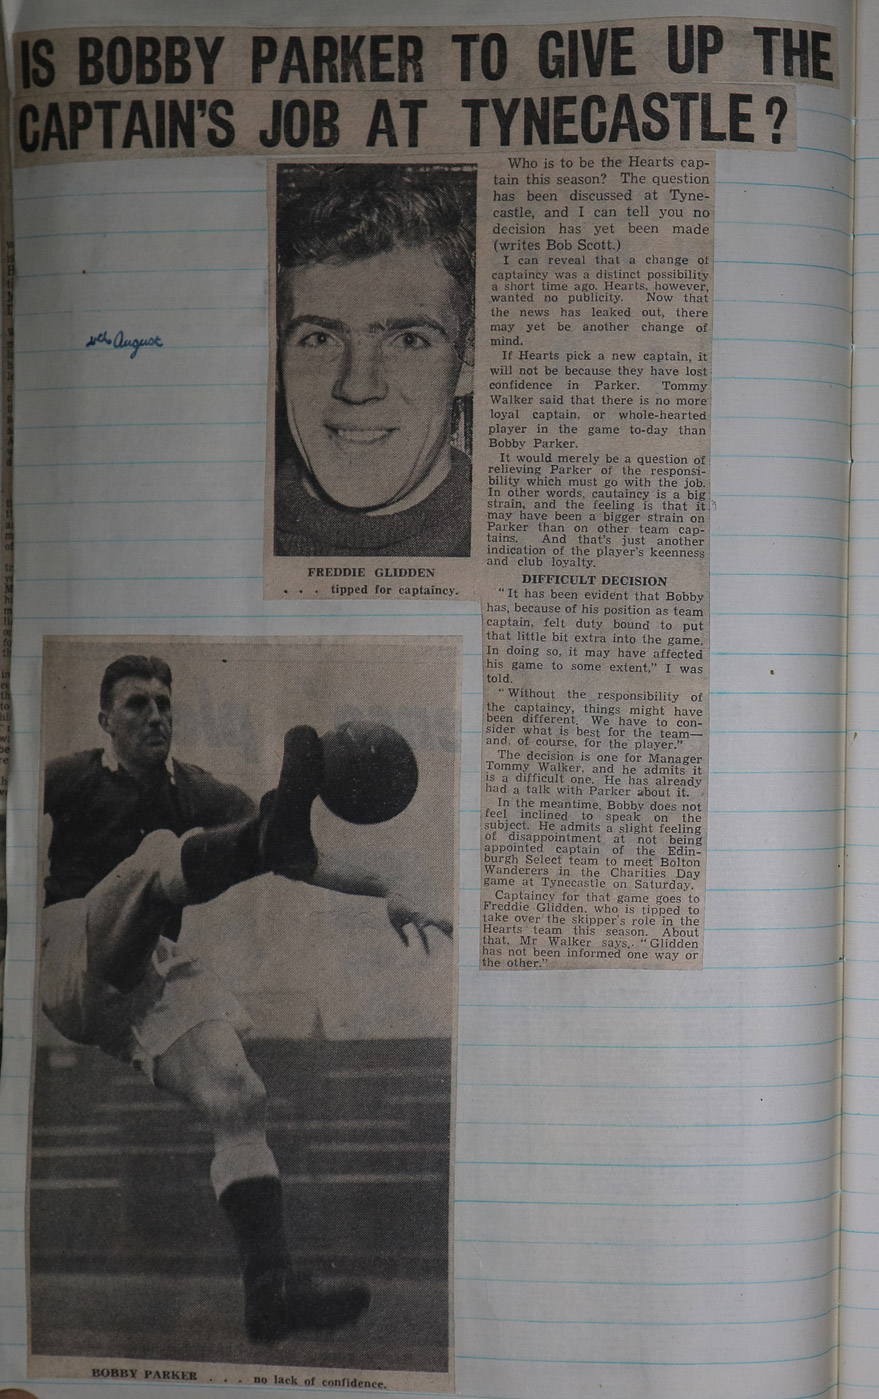 IS BOBBY PARKER TO GIVE UP THE
CAPTAIN'S JOB AT TYNECASTLE?
August
FREDDIE GLIDDEN
. . . tipped for captaincy.
Who is to be the Hearts cap-
tain this season? The question
has been discussed at Tyne-
castle, and I can tell you no
decision has yet been made
(writes Bob Scott.)
I can reveal that a change of
captaincy was a distinct possibility
a short time ago. Hearts, however,
wanted no publicity. Now that
the news has leaked out, there
may yet be another change of
mind.
If Hearts pick a new captain, it
will not be because they have lost
confidence in Parker. Tommy
Walker said that there is no more
loyal captain, or whole-hearted
player in the game to-day than
Bobby Parker.
It would merely be a question of
relieving Parker of the responsi-
bility which must go with the job.
In other words, cautaincy is a big
strain, and the feeling is that it
may have been a bigger strain on
Parker than on other team cap-
tains. And that's just another
indication of the player's keenness
and club loyalty.
DIFFICULT DECISION
"It has been evident that Bobby
has, because of his position as team
captain, felt duty bound to put
that little bit extra into the game.
In doing so, it may have affected
his game to some extent," I was
told.
"Without the responsibility of
the captaincy, things might have
been different. We have to con-
sider what is best for the team—
and, of course, for the player."
The decision is one for Manager
Tommy Walker, and he admits it
is a difficult one. He has already
had a talk with Parker about it.
In the meantime, Bobby does not
feel inclined to speak on the
subject. He admits a slight feeling
of disappointment at not being
appointed captain of the Edin-
burgh Select team to meet Bolton
Wanderers in the Charities Day
game at Tynecastle on Saturday.
Captaincy for that game goes to
Freddie Glidden, who is tipped to
take over the skipper's role in the
Hearts team this season. About
that, Mr Walker says, "Glidden
has not been informed one way or
the other."
BOBBY PARKER . . . no lack of confidence.